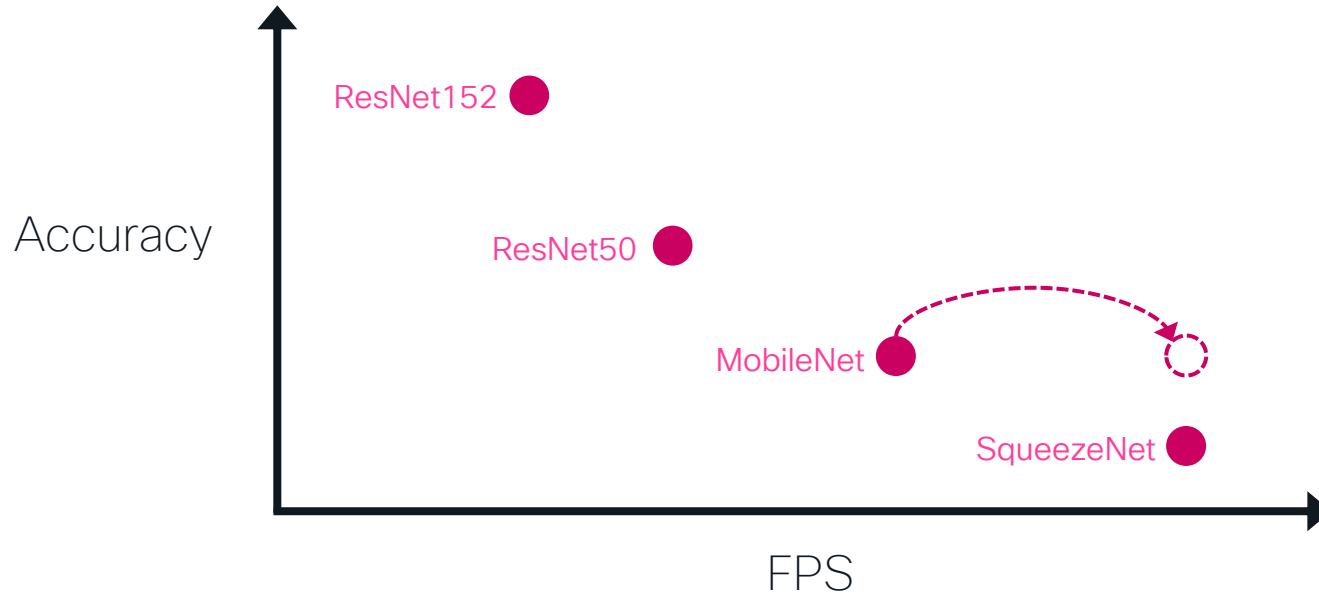 ResNet152
Accuracy
ResNet50
MobileNet
SqueezeNet
FPS